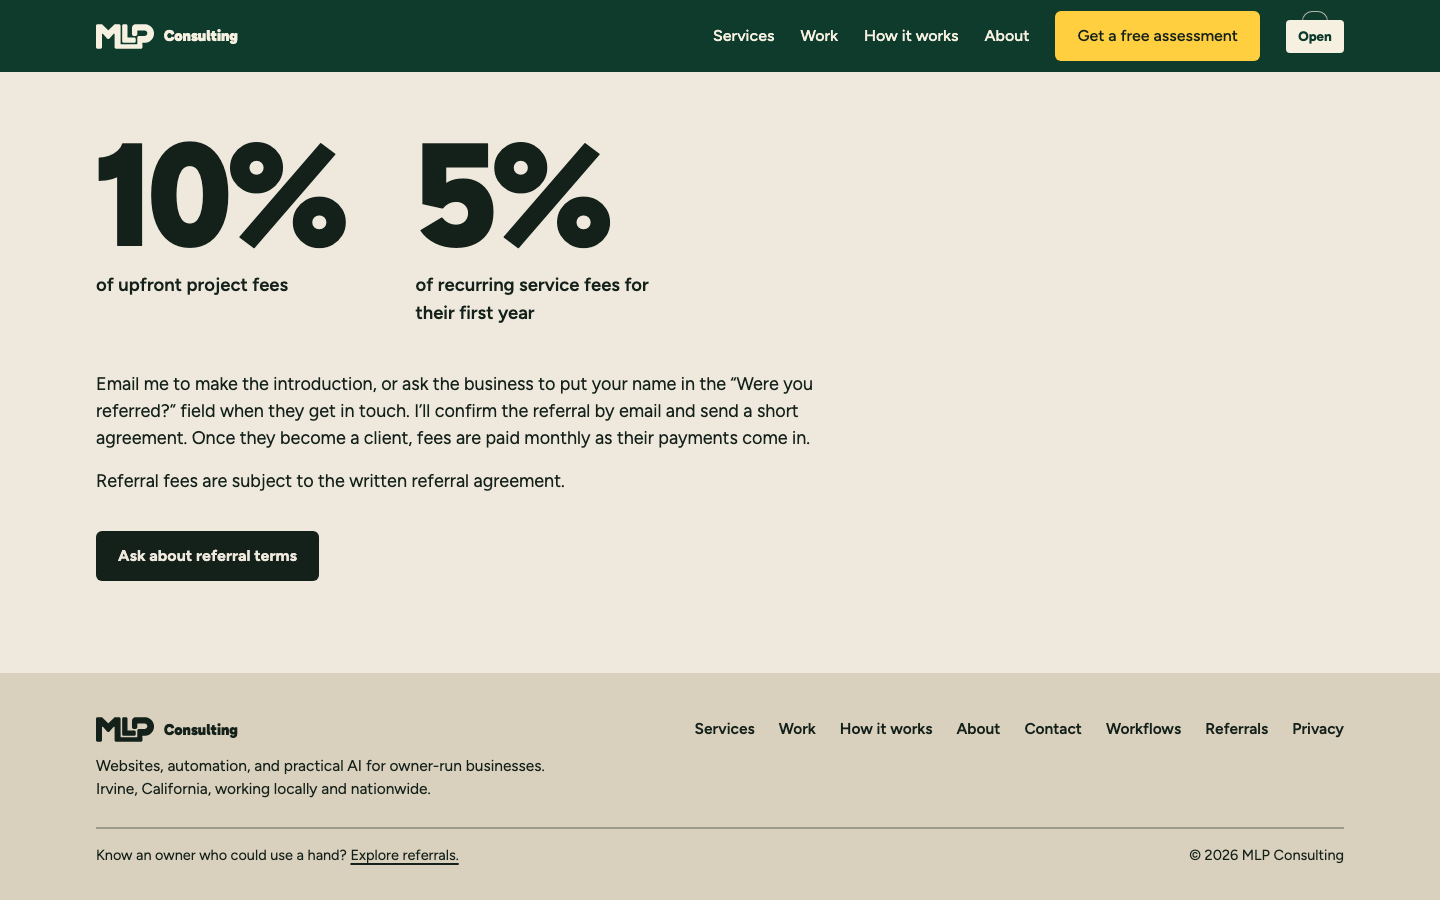 MLP Consulting
Services Work How it works About Get a free assessment Open
10% 5%
of upfront project fees
of recurring service fees for
their first year
Email me to make the introduction, or ask the business to put your name in the “Were you
referred?” field when they get in touch. I’ll confirm the referral by email and send a short
agreement. Once they become a client, fees are paid monthly as their payments come in.
Referral fees are subject to the written referral agreement.
Ask about referral terms
MLP Consulting
Services Work How it works About Contact Workflows Referrals Privacy
Websites, automation, and practical AI for owner-run businesses.
Irvine, California, working locally and nationwide.
Know an owner who could use a hand? Explore referrals.
© 2026 MLP Consulting